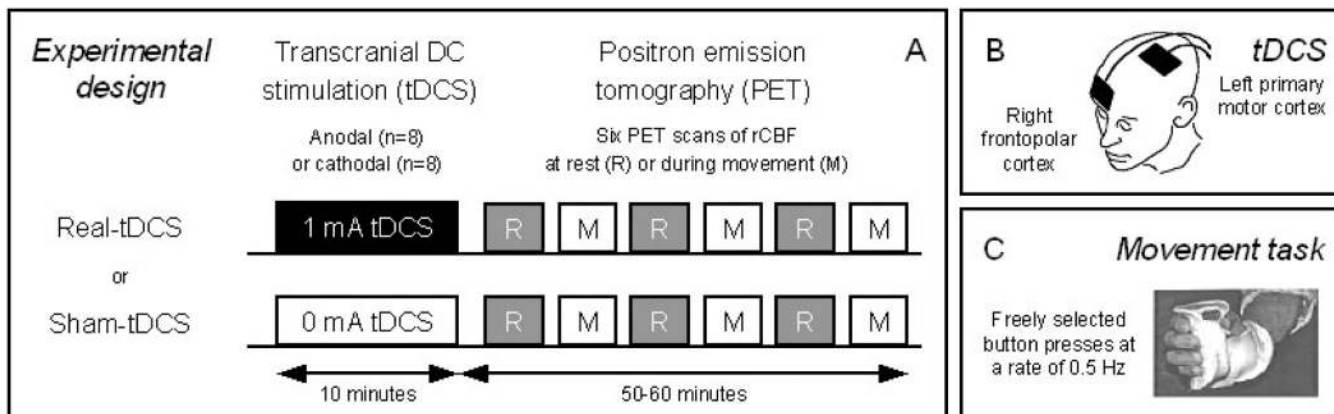 Experimental
design
Transcranial DC
stimulation (tDCS)
Anodal (n=8)
or cathodal (n=8)
Positron emission
tomography (PET)
Six PET scans of rCBF
at rest (R) or during movement (M)
A
Real-tDCS
1 mA tDCS
R M R M R M
or
Sham-tDCS
0 mA tDCS
R M R M R M
10 minutes
50-60 minutes
B
tDCS
Left primary
motor cortex
Right
frontopolar
cortex
C
Movement task
Freely selected
button presses at
a rate of 0.5 Hz